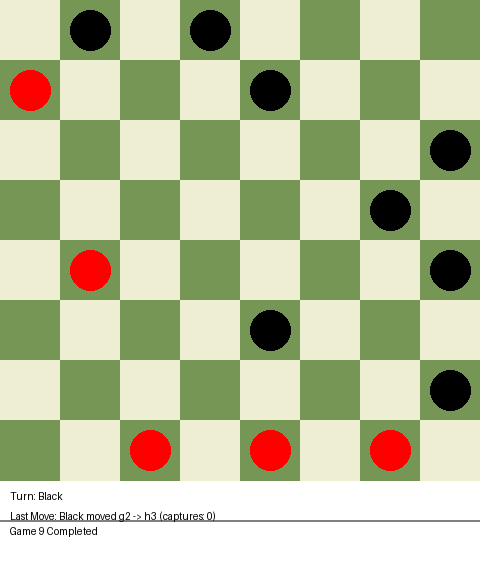 Turn: Black
Last Move: Black moved g2 -> h3 (captures: 0)
Game 9 Completed